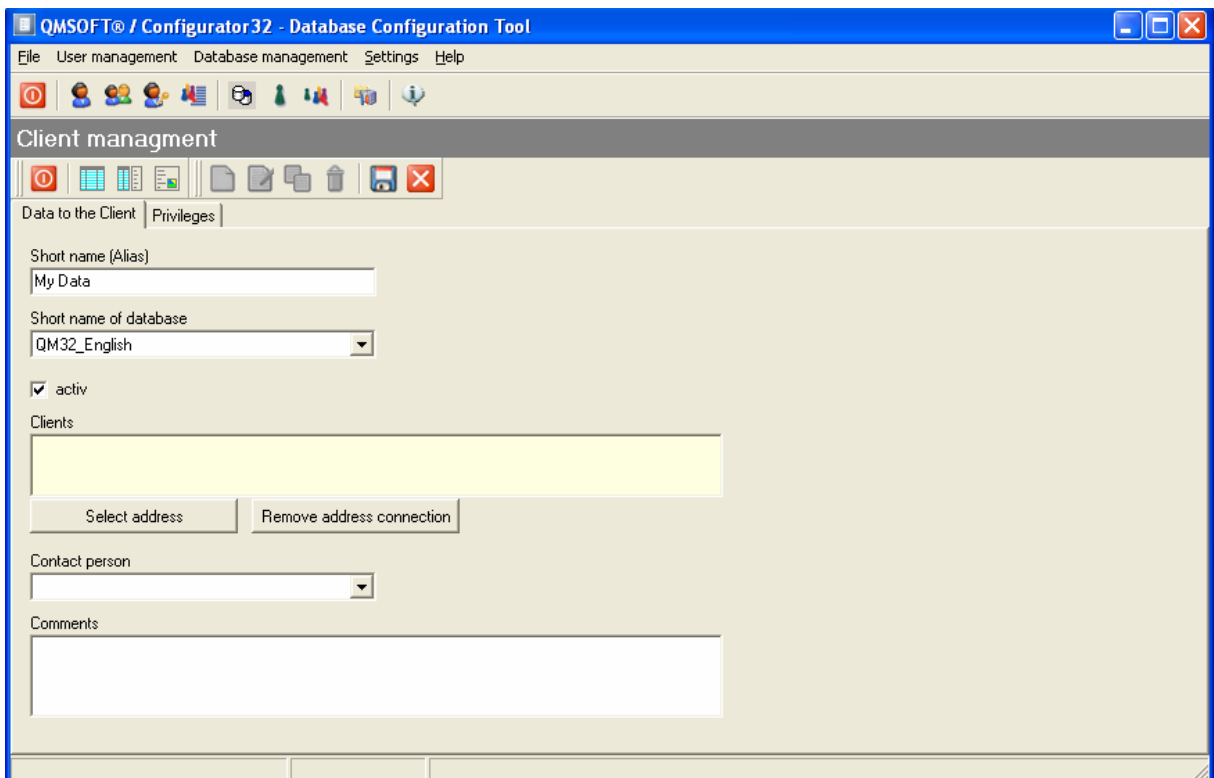 QMSOFT® / Configurator32 - Database Configuration Tool
File User management Database management Settings Help
Client managment
Data to the Client Privileges
Short name (Alias)
My Data
Short name of database
QM32_English
activ
Clients
Select address Remove address connection
Contact person
Comments